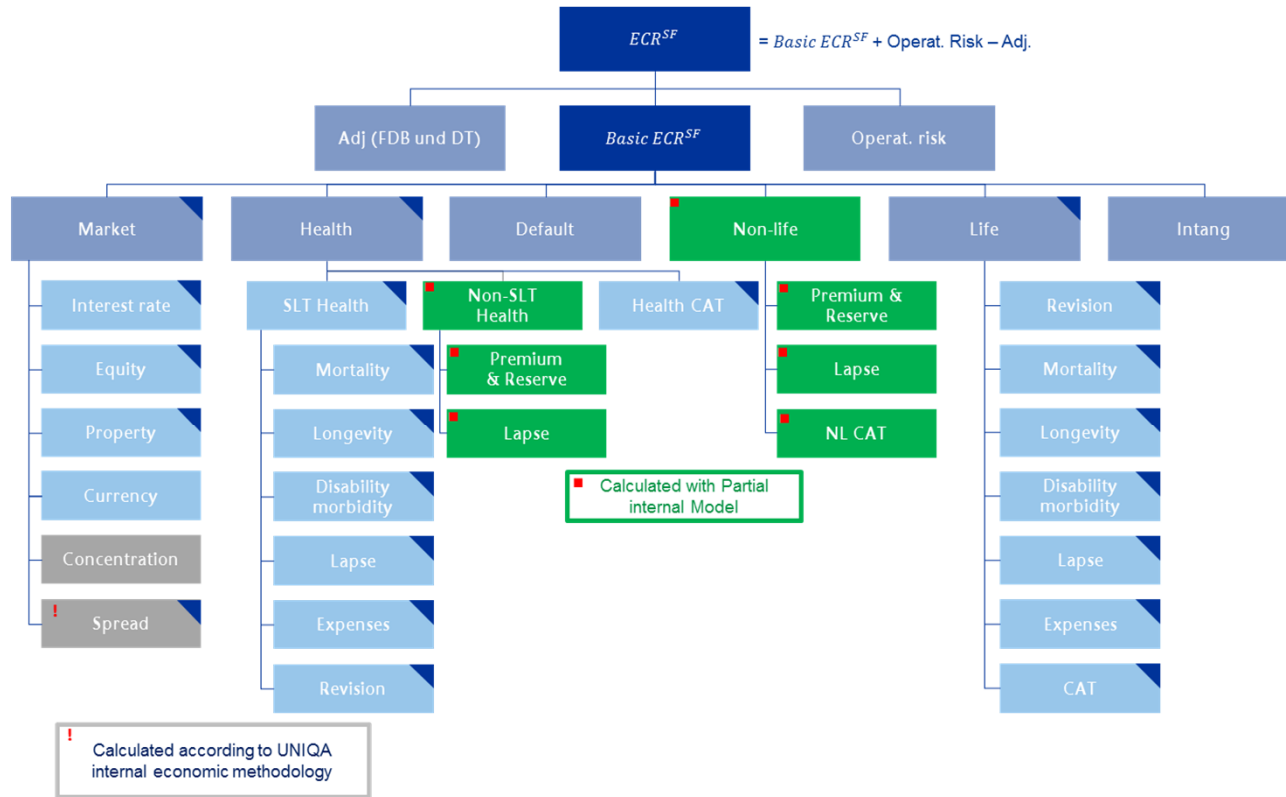 ECR^SF
= Basic ECR^SF + Operat. Risk – Adj.
Adj (FDB und DT)
Basic ECR^SF
Operat. risk
Market
Health
Default
Non-life
Life
Intang
Interest rate
Equity
Property
Currency
Concentration
! Spread
SLT Health
Mortality
Longevity
Disability
morbidity
Lapse
Expenses
Revision
Non-SLT
Health
Premium
& Reserve
Lapse
Health CAT
Premium &
Reserve
Lapse
NL CAT
Revision
Mortality
Longevity
Disability
morbidity
Lapse
Expenses
CAT
Calculated with Partial
internal Model
! Calculated according to UNIQA
internal economic methodology